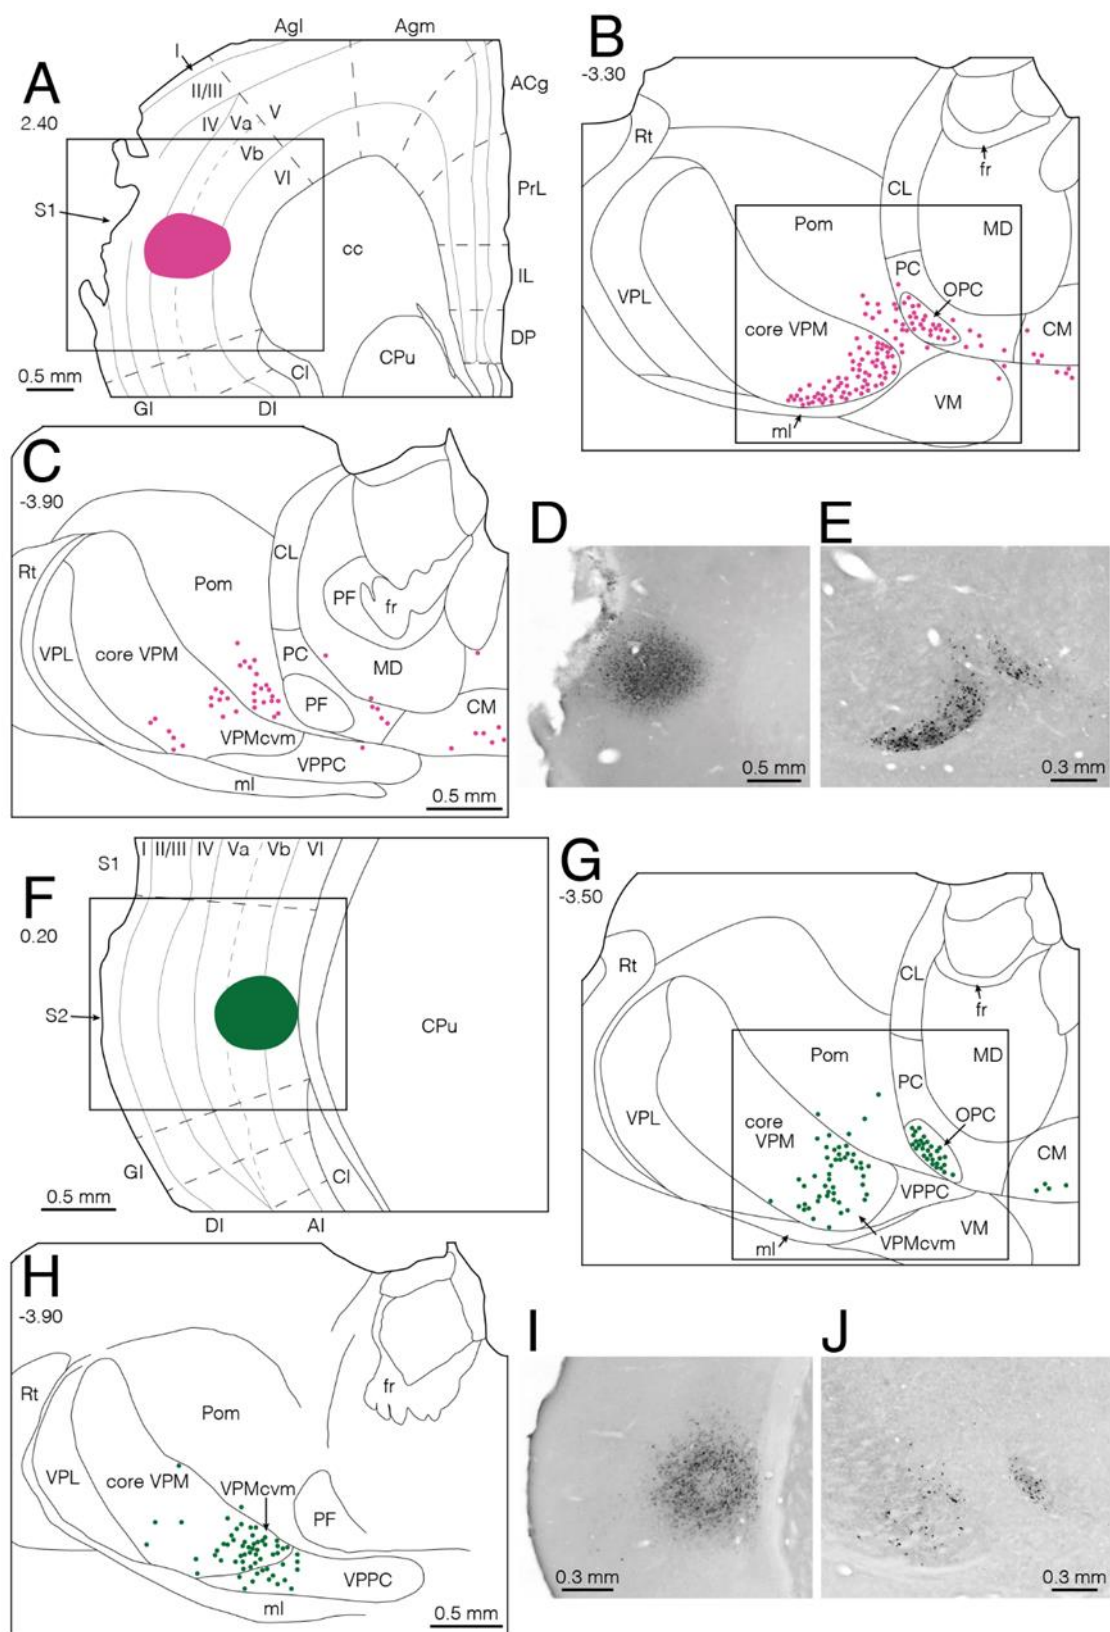 A
2.40
Agl
Agm
I
II/III
IV
Va
V
Vb
VI
ACg
PrL
IL
DP
S1
cc
CPu
Cl
GI
DI
0.5 mm
B
-3.30
Rt
CL
fr
Pom
MD
PC
OPC
VPL
core VPM
CM
VM
ml
C
-3.90
Rt
CL
Pom
PF
fr
VPL
core VPM
PC
MD
PF
CM
VPMcvm
VPPC
ml
0.5 mm
D
0.5 mm
E
0.3 mm
F
0.20
S1
I
II/III
IV
Va
Vb
VI
S2
CPu
GI
Cl
DI
AI
0.5 mm
G
-3.50
Rt
CL
fr
Pom
MD
PC
OPC
VPL
core
VPM
CM
VPPC
VM
VPMcvm
ml
H
-3.90
Rt
fr
Pom
VPL
core VPM
VPMcvm
PF
VPPC
ml
0.5 mm
I
0.3 mm
J
0.3 mm